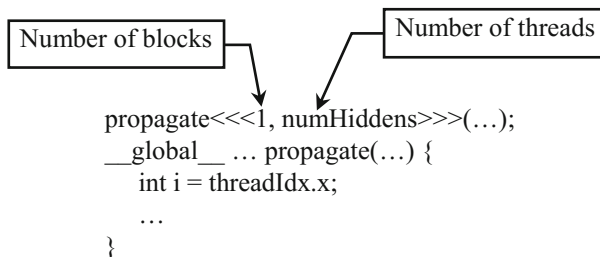 Number of blocks
Number of threads
propagate<<<1, numHiddens>>>(…);
__global__ … propagate(…) {
int i = threadIdx.x;
…
}